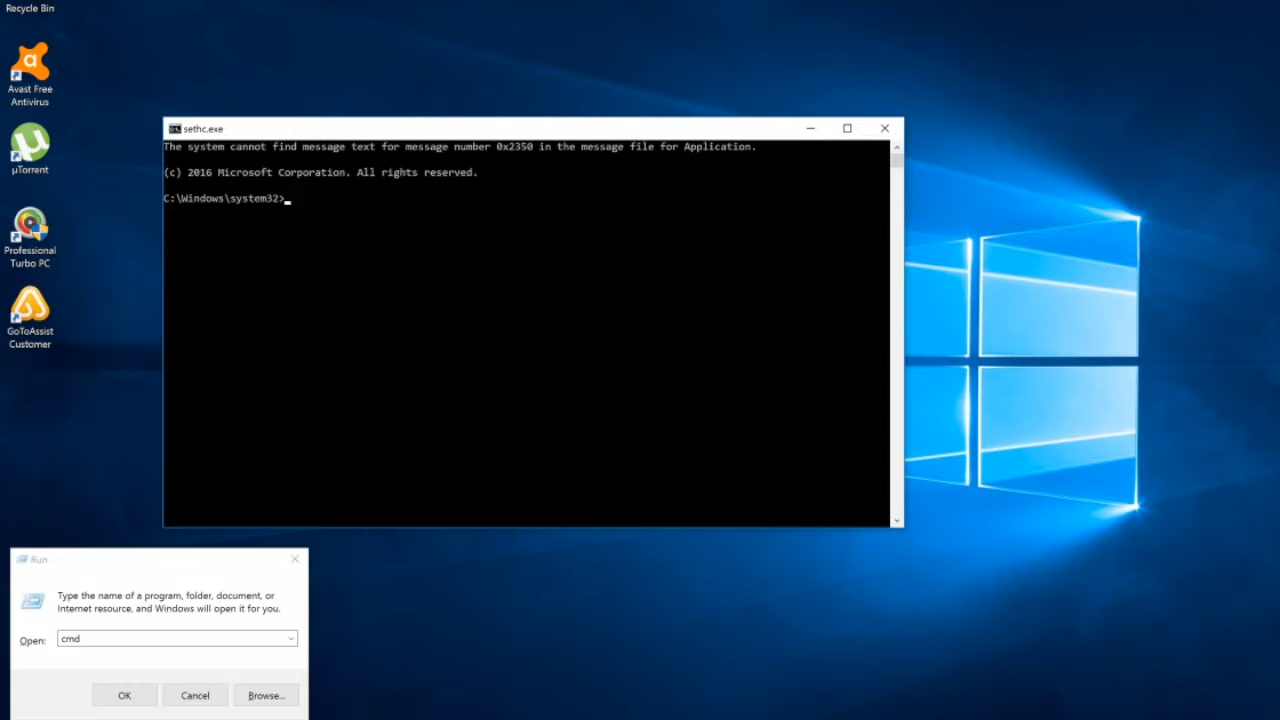 Recycle Bin
Avast Free
Antivirus
µTorrent
Professional
Turbo PC
GoToAssist
Customer
sethc.exe
The system cannot find message text for message number 0x2350 in the message file for Application.
(c) 2016 Microsoft Corporation. All rights reserved.
C:\Windows\system32>
Run
Type the name of a program, folder, document, or
Internet resource, and Windows will open it for you.
Open:
cmd
OK
Cancel
Browse...